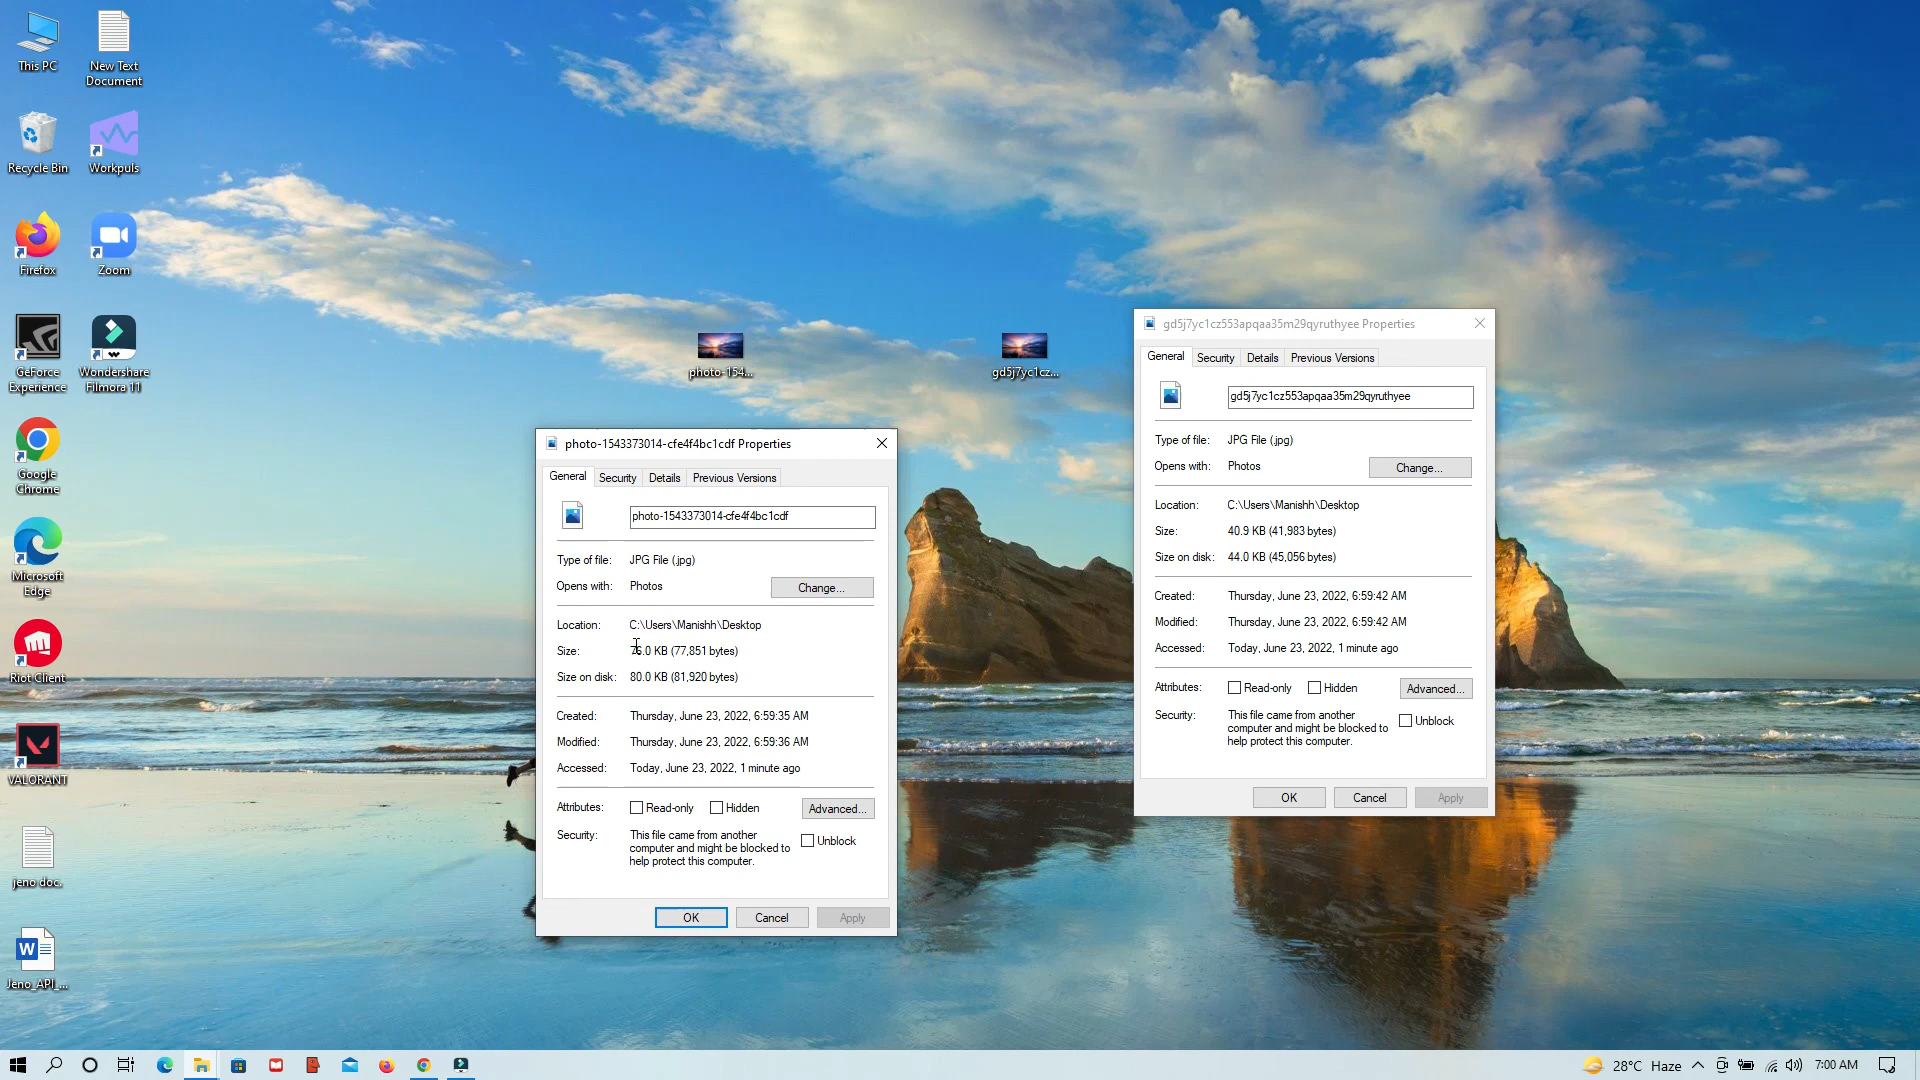 This PC
New Text
Document
Recycle Bin
Workpuls
Firefox
Zoom
GeForce
Experience
Wondershare
Filmora 11
Google
Chrome
Microsoft
Edge
Riot Client
VALORANT
jeno doc.
Jeno_API_...
photo-154...
gd5j7yc1cz...
photo-1543373014-cfe4f4bc1cdf Properties
General Security Details Previous Versions
photo-1543373014-cfe4f4bc1cdf
Type of file: JPG File (.jpg)
Opens with: Photos Change...
Location: C:\Users\Manishh\Desktop
Size: 76.0 KB (77,851 bytes)
Size on disk: 80.0 KB (81,920 bytes)
Created: Thursday, June 23, 2022, 6:59:35 AM
Modified: Thursday, June 23, 2022, 6:59:36 AM
Accessed: Today, June 23, 2022, 1 minute ago
Attributes: Read-only Hidden Advanced...
Security: This file came from another
computer and might be blocked to
help protect this computer.
Unblock
OK Cancel Apply
gd5j7yc1cz553apqaa35m29qyruthyee Properties
General Security Details Previous Versions
gd5j7yc1cz553apqaa35m29qyruthyee
Type of file: JPG File (.jpg)
Opens with: Photos Change...
Location: C:\Users\Manishh\Desktop
Size: 40.9 KB (41,983 bytes)
Size on disk: 44.0 KB (45,056 bytes)
Created: Thursday, June 23, 2022, 6:59:42 AM
Modified: Thursday, June 23, 2022, 6:59:42 AM
Accessed: Today, June 23, 2022, 1 minute ago
Attributes: Read-only Hidden Advanced...
Security: This file came from another
computer and might be blocked to
help protect this computer.
Unblock
OK Cancel Apply
28°C Haze 7:00 AM